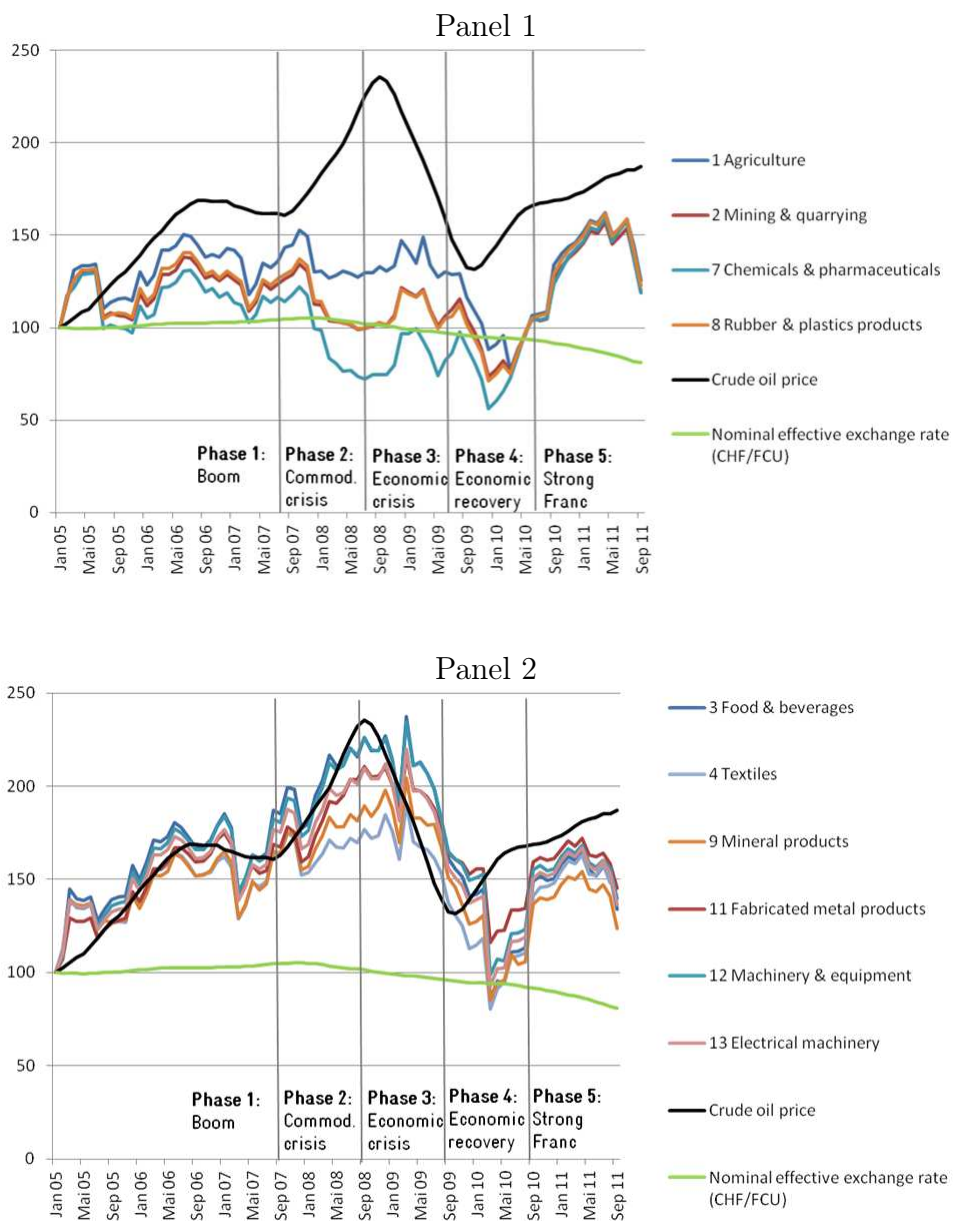 Panel 1
250
200
150
100
50
0
Phase 1:
Boom
Phase 2:
Commod.
crisis
Phase 3:
Economic
crisis
Phase 4:
Economic
recovery
Phase 5:
Strong
Franc
Jan 05
Mai 05
Sep 05
Jan 06
Mai 06
Sep 06
Jan 07
Mai 07
Sep 07
Jan 08
Mai 08
Sep 08
Jan 09
Mai 09
Sep 09
Jan 10
Mai 10
Sep 10
Jan 11
Mai 11
Sep 11
1 Agriculture
2 Mining & quarrying
7 Chemicals & pharmaceuticals
8 Rubber & plastics products
Crude oil price
Nominal effective exchange rate
(CHF/FCU)
Panel 2
250
200
150
100
50
0
Phase 1:
Boom
Phase 2:
Commod.
crisis
Phase 3:
Economic
crisis
Phase 4:
Economic
recovery
Phase 5:
Strong
Franc
Jan 05
Mai 05
Sep 05
Jan 06
Mai 06
Sep 06
Jan 07
Mai 07
Sep 07
Jan 08
Mai 08
Sep 08
Jan 09
Mai 09
Sep 09
Jan 10
Mai 10
Sep 10
Jan 11
Mai 11
Sep 11
3 Food & beverages
4 Textiles
9 Mineral products
11 Fabricated metal products
12 Machinery & equipment
13 Electrical machinery
Crude oil price
Nominal effective exchange rate
(CHF/FCU)